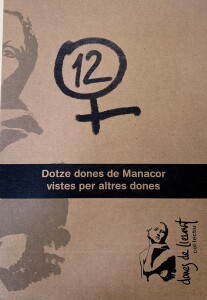 12
Dotze dones de Manacor
vistes per altres dones
dones de llevant